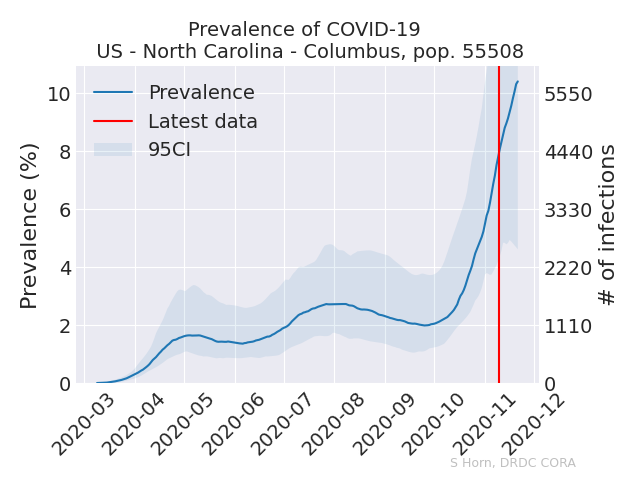 Prevalence of COVID-19
US - North Carolina - Columbus, pop. 55508
Prevalence
Latest data
95CI
Prevalence (%)
10
8
6
4
2
0
5550
4440
3330
2220
1110
0
# of infections
2020-03
2020-04
2020-05
2020-06
2020-07
2020-08
2020-09
2020-10
2020-11
2020-12
S Horn, DRDC CORA